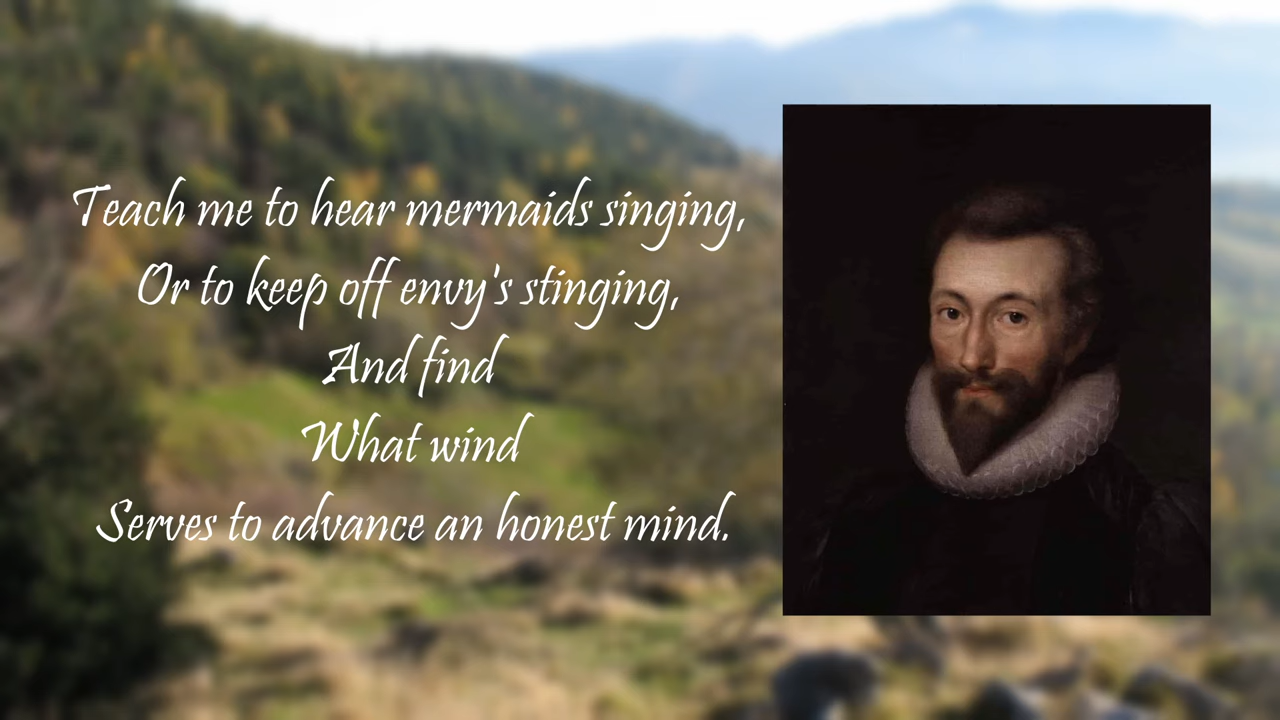 Teach me to hear mermaids singing,
Or to keep off envy's stinging,
And find
What wind
Serves to advance an honest mind.